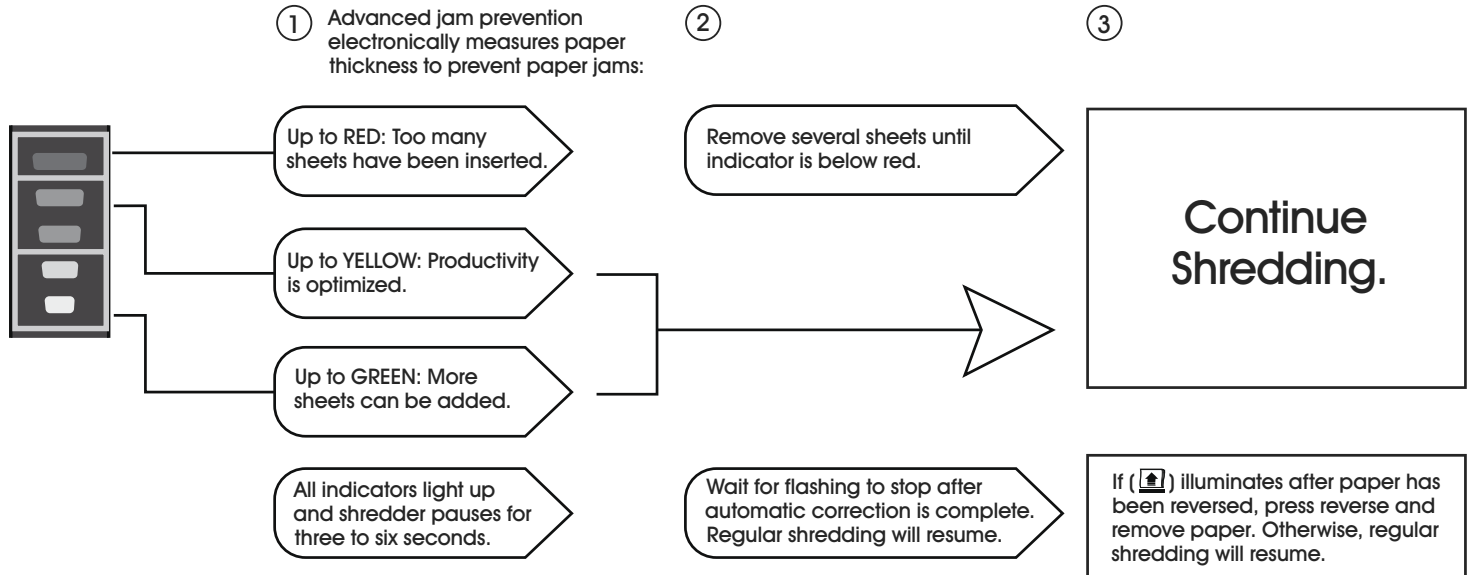 1
Advanced jam prevention
electronically measures paper
thickness to prevent paper jams:
2
3
Up to RED: Too many
sheets have been inserted.
Remove several sheets until
indicator is below red.
Continue
Shredding.
Up to YELLOW: Productivity
is optimized.
Up to GREEN: More
sheets can be added.
All indicators light up
and shredder pauses for
three to six seconds.
Wait for flashing to stop after
automatic correction is complete.
Regular shredding will resume.
If ( ) illuminates after paper has
been reversed, press reverse and
remove paper. Otherwise, regular
shredding will resume.